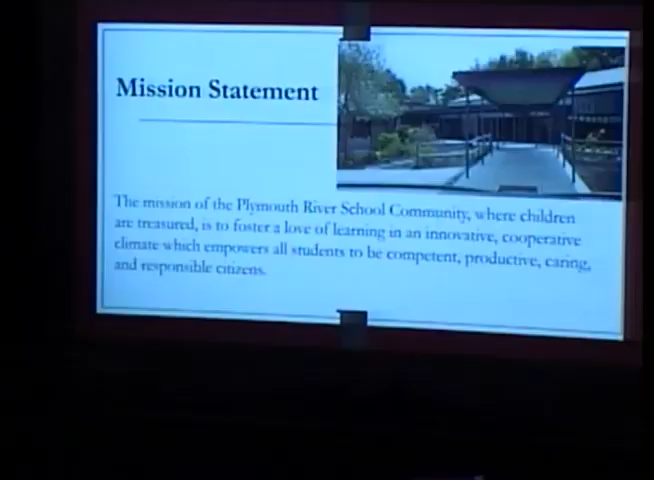 Mission Statement
The mission of the Plymouth River School Community, where children
are treasured, is to foster a love of learning in an innovative, cooperative
climate which empowers all students to be competent, productive, caring,
and responsible citizens.